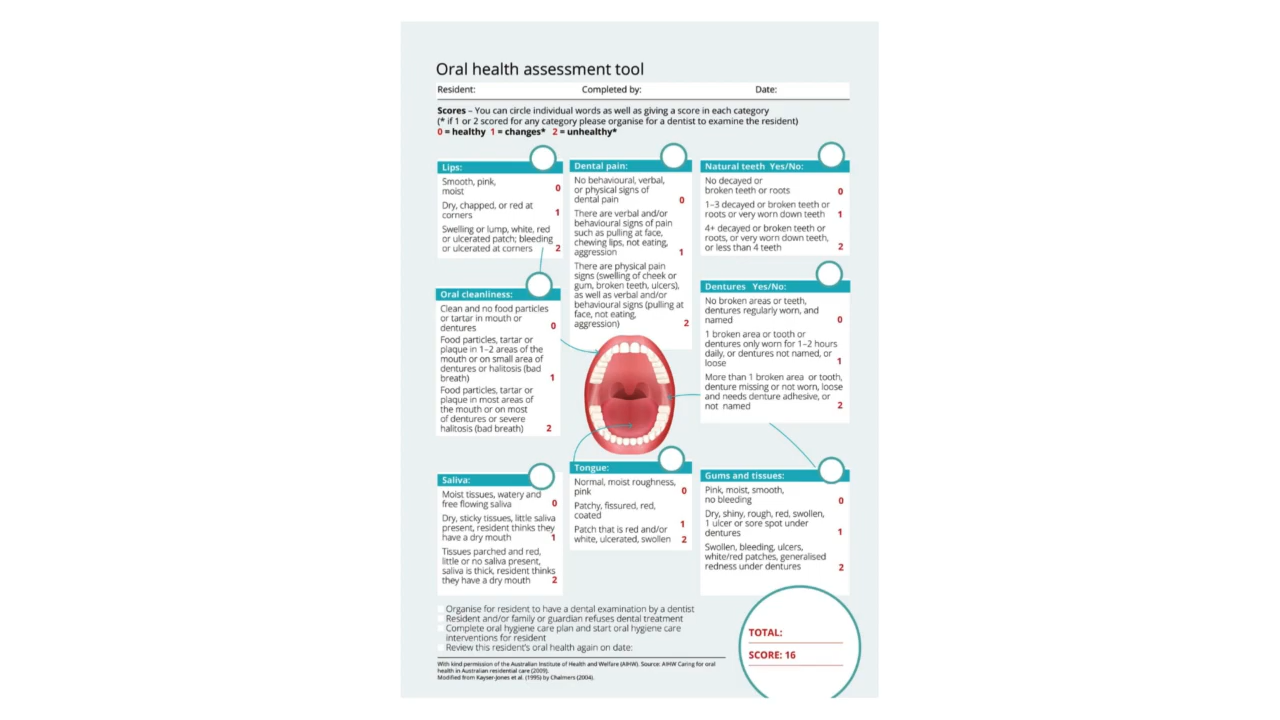 Oral health assessment tool
Resident: Completed by: Date:
Scores – You can circle individual words as well as giving a score in each category
(* if 1 or 2 scored for any category please organise for a dentist to examine the resident)
0 = healthy 1 = changes* 2 = unhealthy*
Lips:
Smooth, pink,
moist 0
Dry, chapped, or red at
corners 1
Swelling or lump, white, red
or ulcerated patch; bleeding
or ulcerated at corners 2
Dental pain:
No behavioural, verbal,
or physical signs of
dental pain 0
There are verbal and/or
behavioural signs of pain
such as pulling at face,
chewing lips, not eating,
aggression 1
There are physical pain
signs (swelling of cheek or
gum, broken teeth, ulcers),
as well as verbal and/or
behavioural signs (pulling at
face, not eating,
aggression) 2
Natural teeth Yes/No:
No decayed or
broken teeth or roots 0
1–3 decayed or broken teeth or
roots or very worn down teeth 1
4+ decayed or broken teeth or
roots, or very worn down teeth,
or less than 4 teeth 2
Oral cleanliness:
Clean and no food particles
or tartar in mouth or
dentures 0
Food particles, tartar or
plaque in 1–2 areas of the
mouth or on small area of
dentures or halitosis (bad
breath) 1
Food particles, tartar or
plaque in most areas of
the mouth or on most
of dentures or severe
halitosis (bad breath) 2
Dentures Yes/No:
No broken areas or teeth,
dentures regularly worn, and
named 0
1 broken area or tooth or
dentures only worn for 1–2 hours
daily, or dentures not named, or
loose 1
More than 1 broken area or tooth,
denture missing or not worn, loose
and needs denture adhesive, or
not named 2
Saliva:
Moist tissues, watery and
free flowing saliva 0
Dry, sticky tissues, little saliva
present, resident thinks they
have a dry mouth 1
Tissues parched and red,
little or no saliva present,
saliva is thick, resident thinks
they have a dry mouth 2
Tongue:
Normal, moist roughness,
pink 0
Patchy, fissured, red,
coated 1
Patch that is red and/or
white, ulcerated, swollen 2
Gums and tissues:
Pink, moist, smooth,
no bleeding 0
Dry, shiny, rough, red, swollen,
1 ulcer or sore spot under
dentures 1
Swollen, bleeding, ulcers,
white/red patches, generalised
redness under dentures 2
Organise for resident to have a dental examination by a dentist
Resident and/or family or guardian refuses dental treatment
Complete oral hygiene care plan and start oral hygiene care
interventions for resident
Review this resident's oral health again on date:
TOTAL:
SCORE: 16
With kind permission of the Australian Institute of Health and Welfare (AIHW). Source: AIHW Caring for oral
health in Australian residential care (2009).
Modified from Kayser-Jones et al. (1995) by Chalmers (2004).